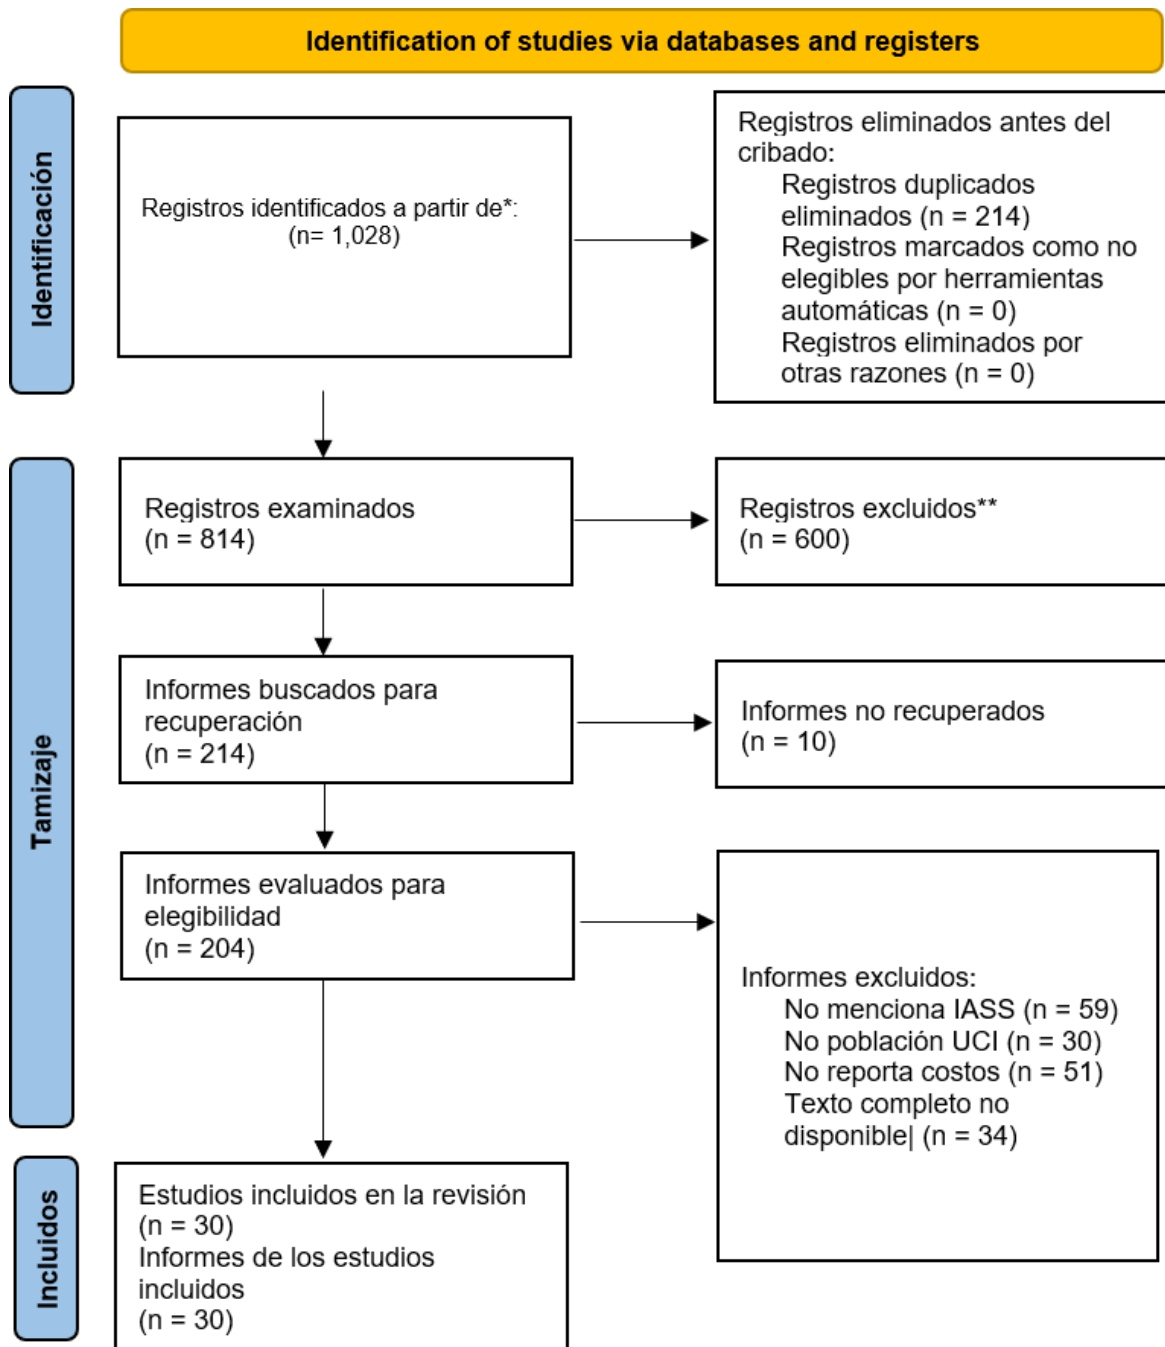 Identification of studies via databases and registers
Identificación
Registros identificados a partir de*:
(n= 1,028)
Registros eliminados antes del
cribado:
Registros duplicados
eliminados (n = 214)
Registros marcados como no
elegibles por herramientas
automáticas (n = 0)
Registros eliminados por
otras razones (n = 0)
Tamizaje
Registros examinados
(n = 814)
Registros excluidos**
(n = 600)
Informes buscados para
recuperación
(n = 214)
Informes no recuperados
(n = 10)
Informes evaluados para
elegibilidad
(n = 204)
Informes excluidos:
No menciona IASS (n = 59)
No población UCI (n = 30)
No reporta costos (n = 51)
Texto completo no
disponible| (n = 34)
Incluidos
Estudios incluidos en la revisión
(n = 30)
Informes de los estudios
incluidos
(n = 30)